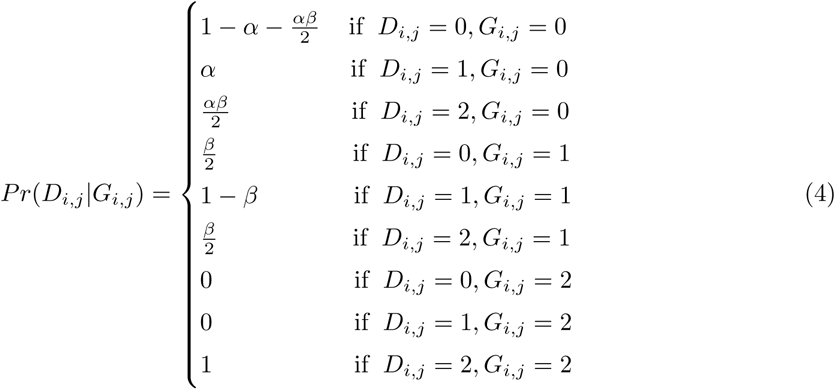 1 − α − αβ/2 if D_{i,j} = 0, G_{i,j} = 0
α if D_{i,j} = 1, G_{i,j} = 0
αβ/2 if D_{i,j} = 2, G_{i,j} = 0
β/2 if D_{i,j} = 0, G_{i,j} = 1
Pr(D_{i,j}|G_{i,j}) = { 1 − β if D_{i,j} = 1, G_{i,j} = 1 (4)
β/2 if D_{i,j} = 2, G_{i,j} = 1
0 if D_{i,j} = 0, G_{i,j} = 2
0 if D_{i,j} = 1, G_{i,j} = 2
1 if D_{i,j} = 2, G_{i,j} = 2